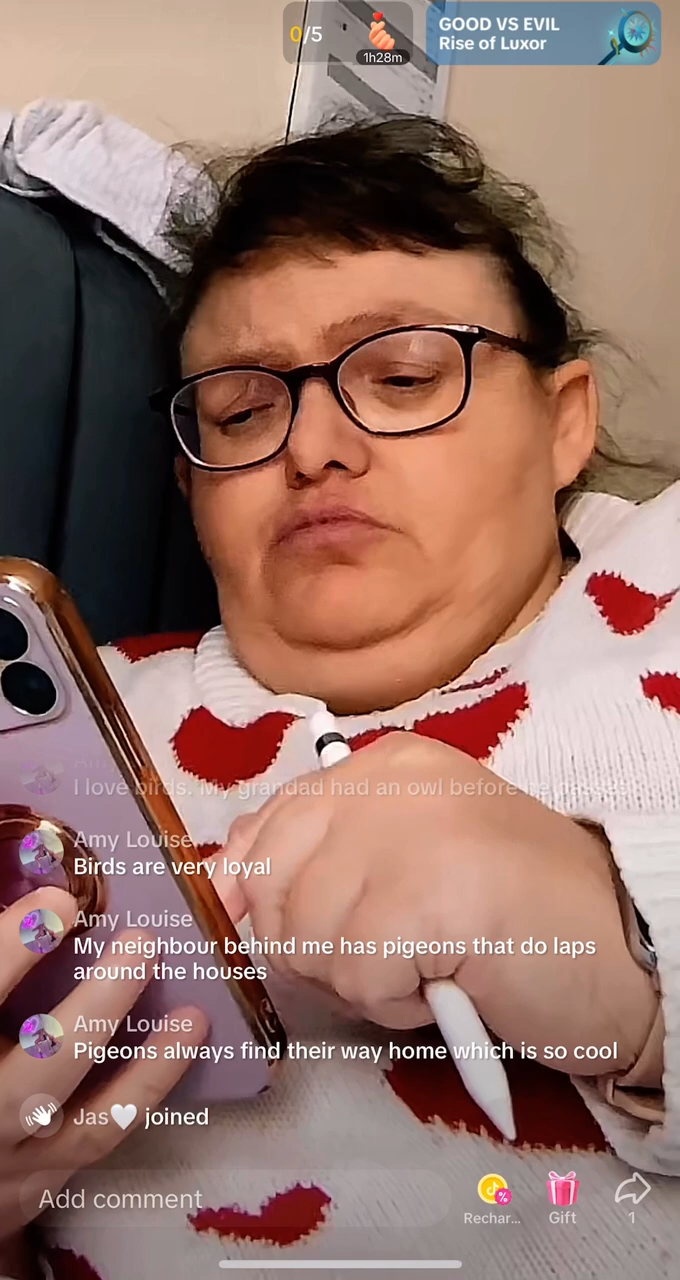 0/5
1h28m
GOOD VS EVIL
Rise of Luxor
I love birds. My grandad had an owl before he passed
Amy Louise
Birds are very loyal
Amy Louise
My neighbour behind me has pigeons that do laps
around the houses
Amy Louise
Pigeons always find their way home which is so cool
Jas🤍 joined
Add comment
Rechar...
Gift
1